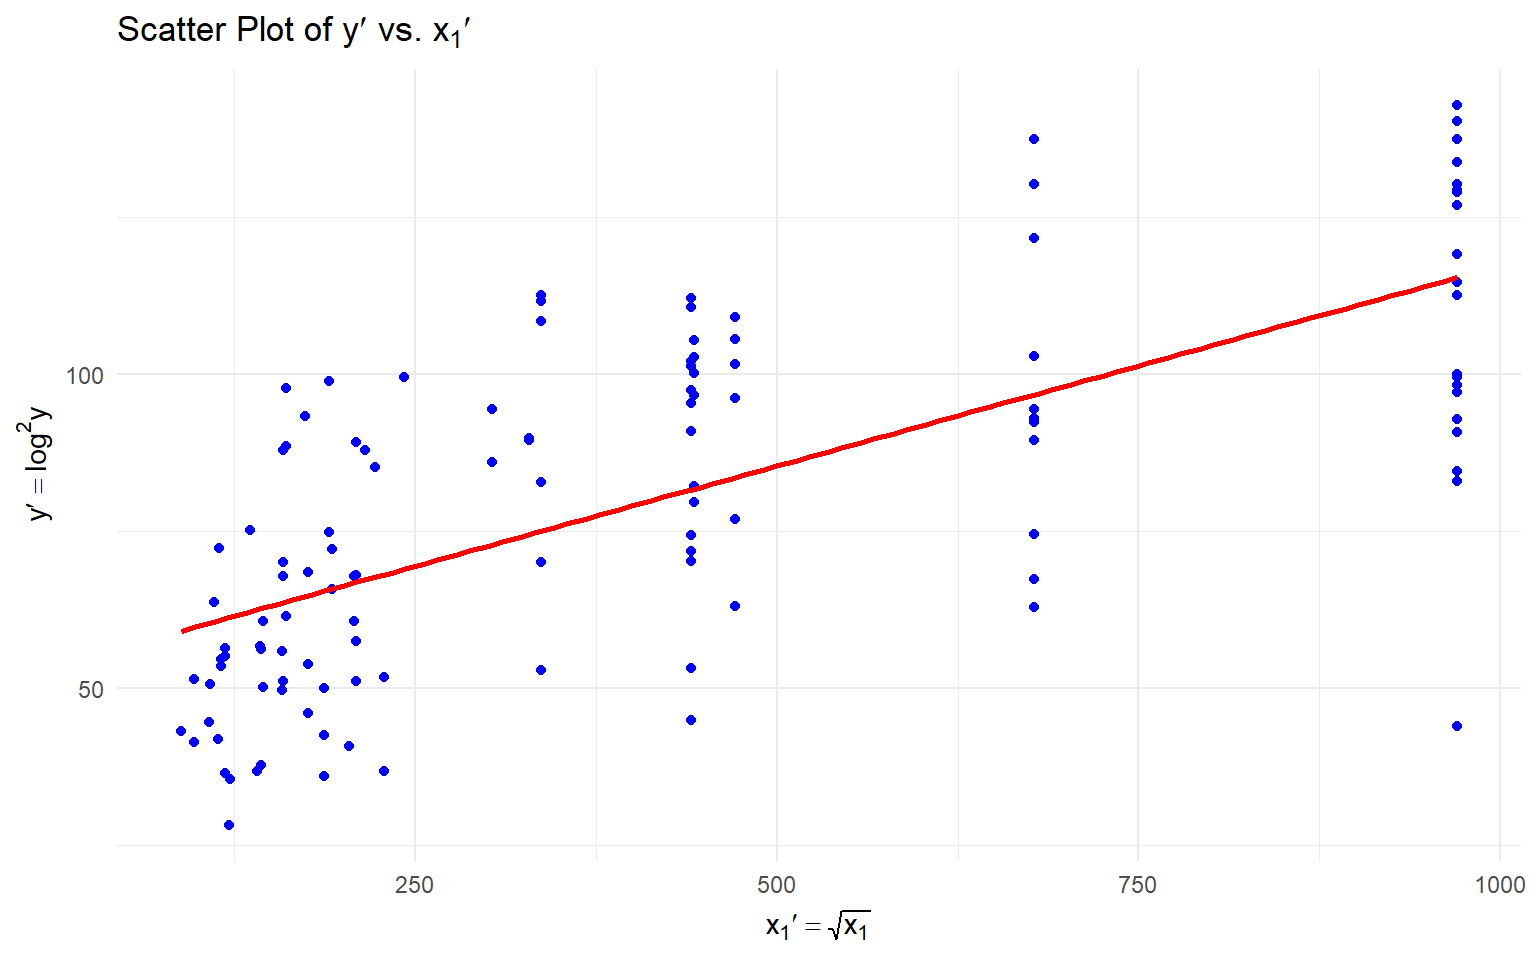 Scatter Plot of y′ vs. x₁′
100
50
y′ = log²y
250
500
750
1000
x₁′ = √x₁